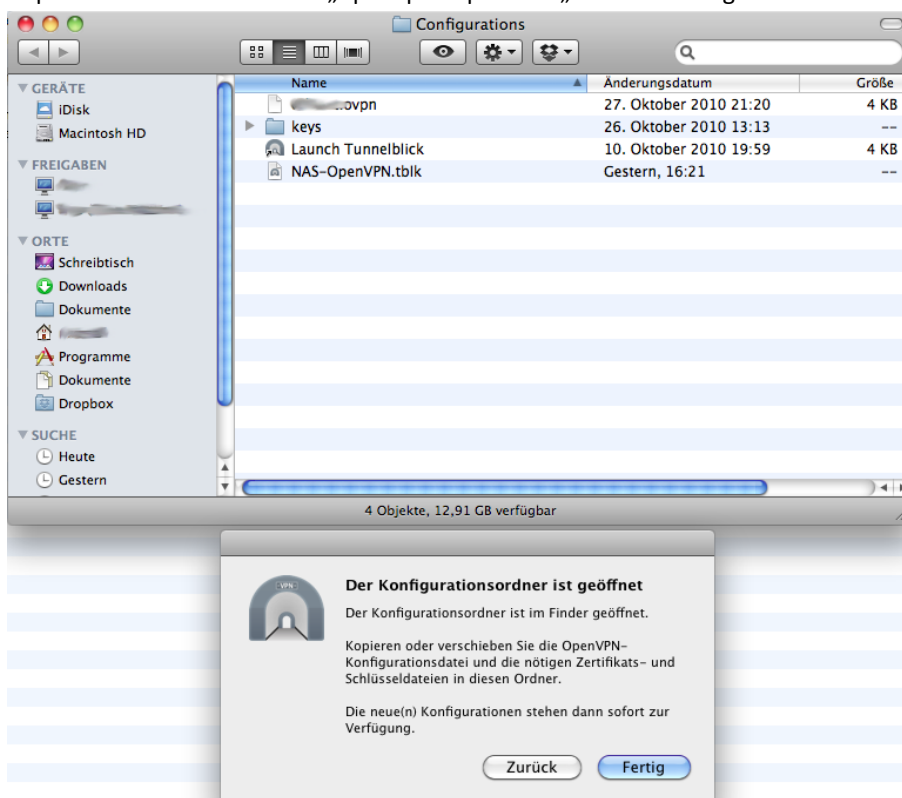 Configurations
Name Änderungsdatum Größe
GERÄTE
iDisk
Macintosh HD
FREIGABEN
ORTE
Schreibtisch
Downloads
Dokumente
Programme
Dokumente
Dropbox
SUCHE
Heute
Gestern
.ovpn 27. Oktober 2010 21:20 4 KB
keys 26. Oktober 2010 13:13 --
Launch Tunnelblick 10. Oktober 2010 19:59 4 KB
NAS-OpenVPN.tblk Gestern, 16:21 --
4 Objekte, 12,91 GB verfügbar
VPN
Der Konfigurationsordner ist geöffnet
Der Konfigurationsordner ist im Finder geöffnet.
Kopieren oder verschieben Sie die OpenVPN-
Konfigurationsdatei und die nötigen Zertifikats- und
Schlüsseldateien in diesen Ordner.
Die neue(n) Konfigurationen stehen dann sofort zur
Verfügung.
Zurück Fertig